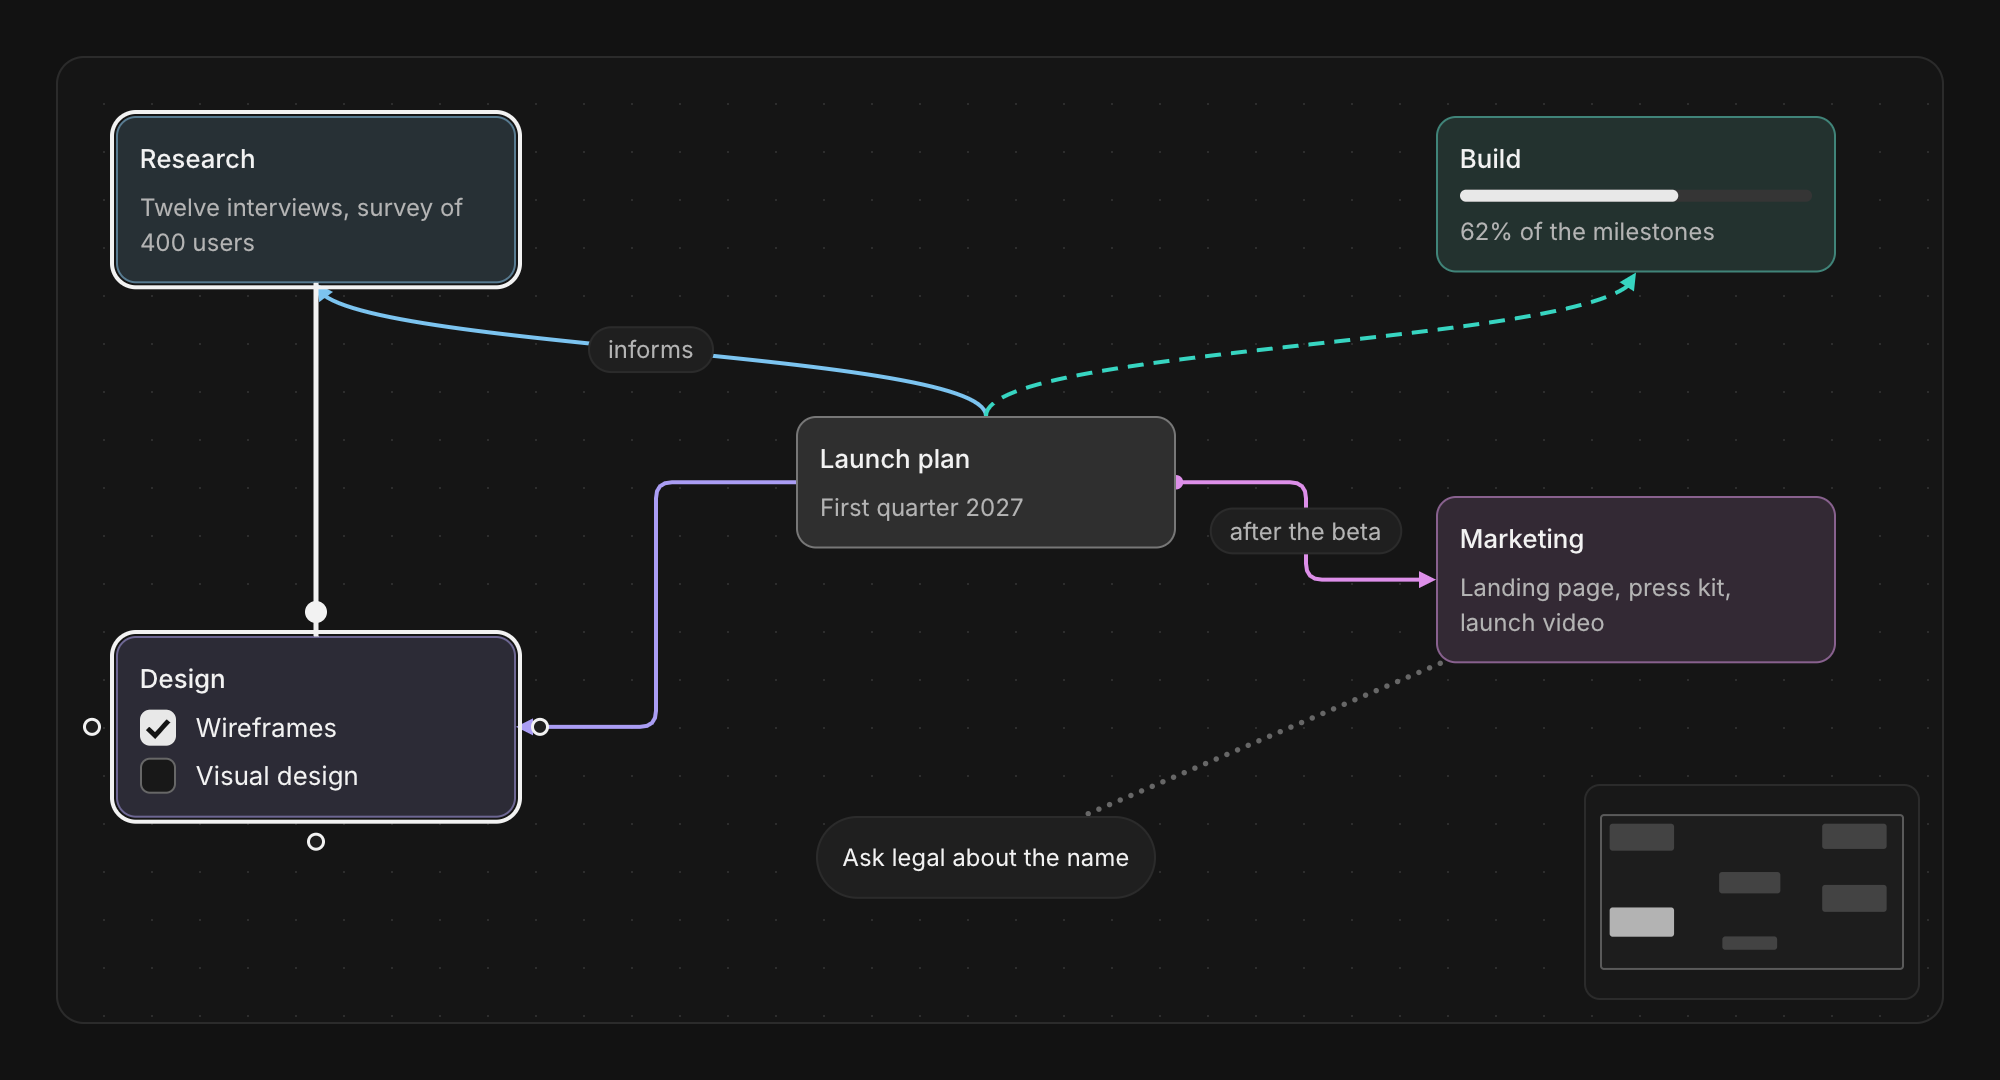 Research
Twelve interviews, survey of
400 users
Build
62% of the milestones
informs
Launch plan
First quarter 2027
after the beta
Marketing
Landing page, press kit,
launch video
Design
Wireframes
Visual design
Ask legal about the name